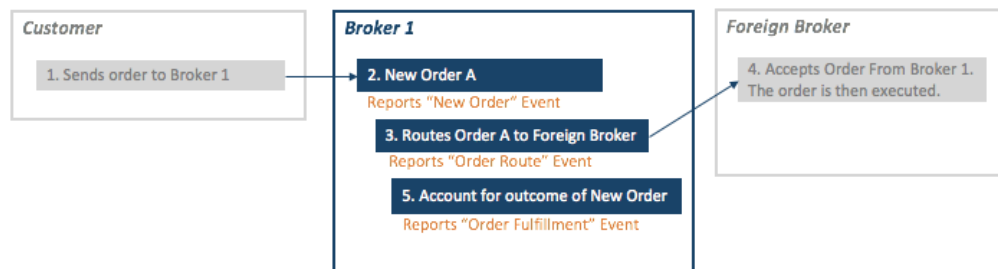 Customer
1. Sends order to Broker 1
Broker 1
2. New Order A
Reports “New Order” Event
3. Routes Order A to Foreign Broker
Reports “Order Route” Event
5. Account for outcome of New Order
Reports “Order Fulfillment” Event
Foreign Broker
4. Accepts Order From Broker 1.
The order is then executed.